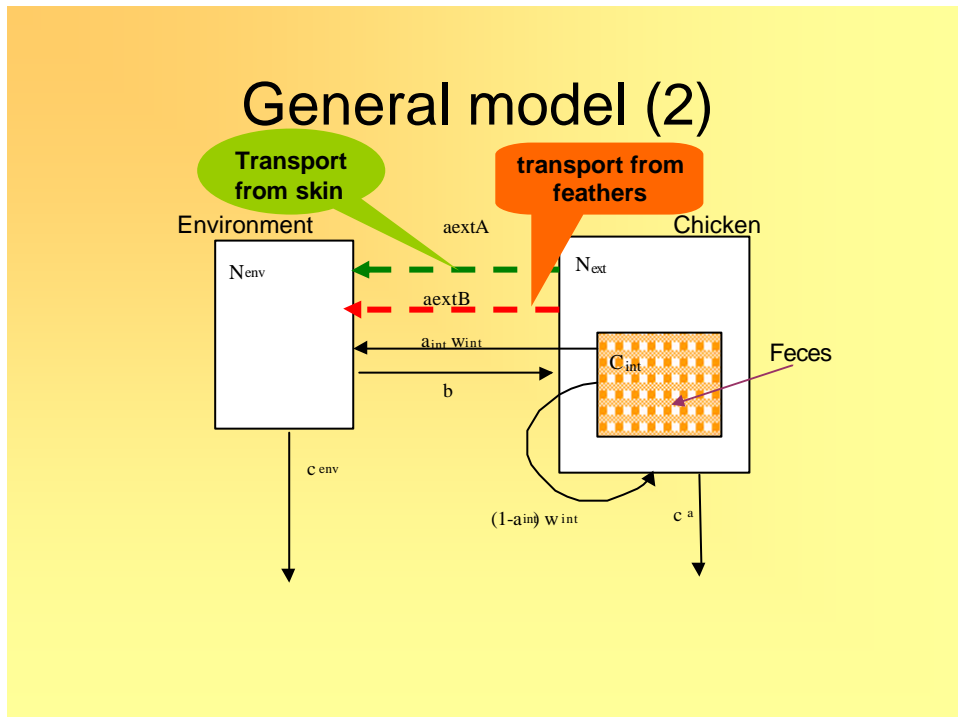 General model (2)
Transport
from skin
transport from
feathers
Environment
aextA
Chicken
Nenv
Next
aextB
aint wint
Cint
Feces
b
c env
(1-aint) w int
c a